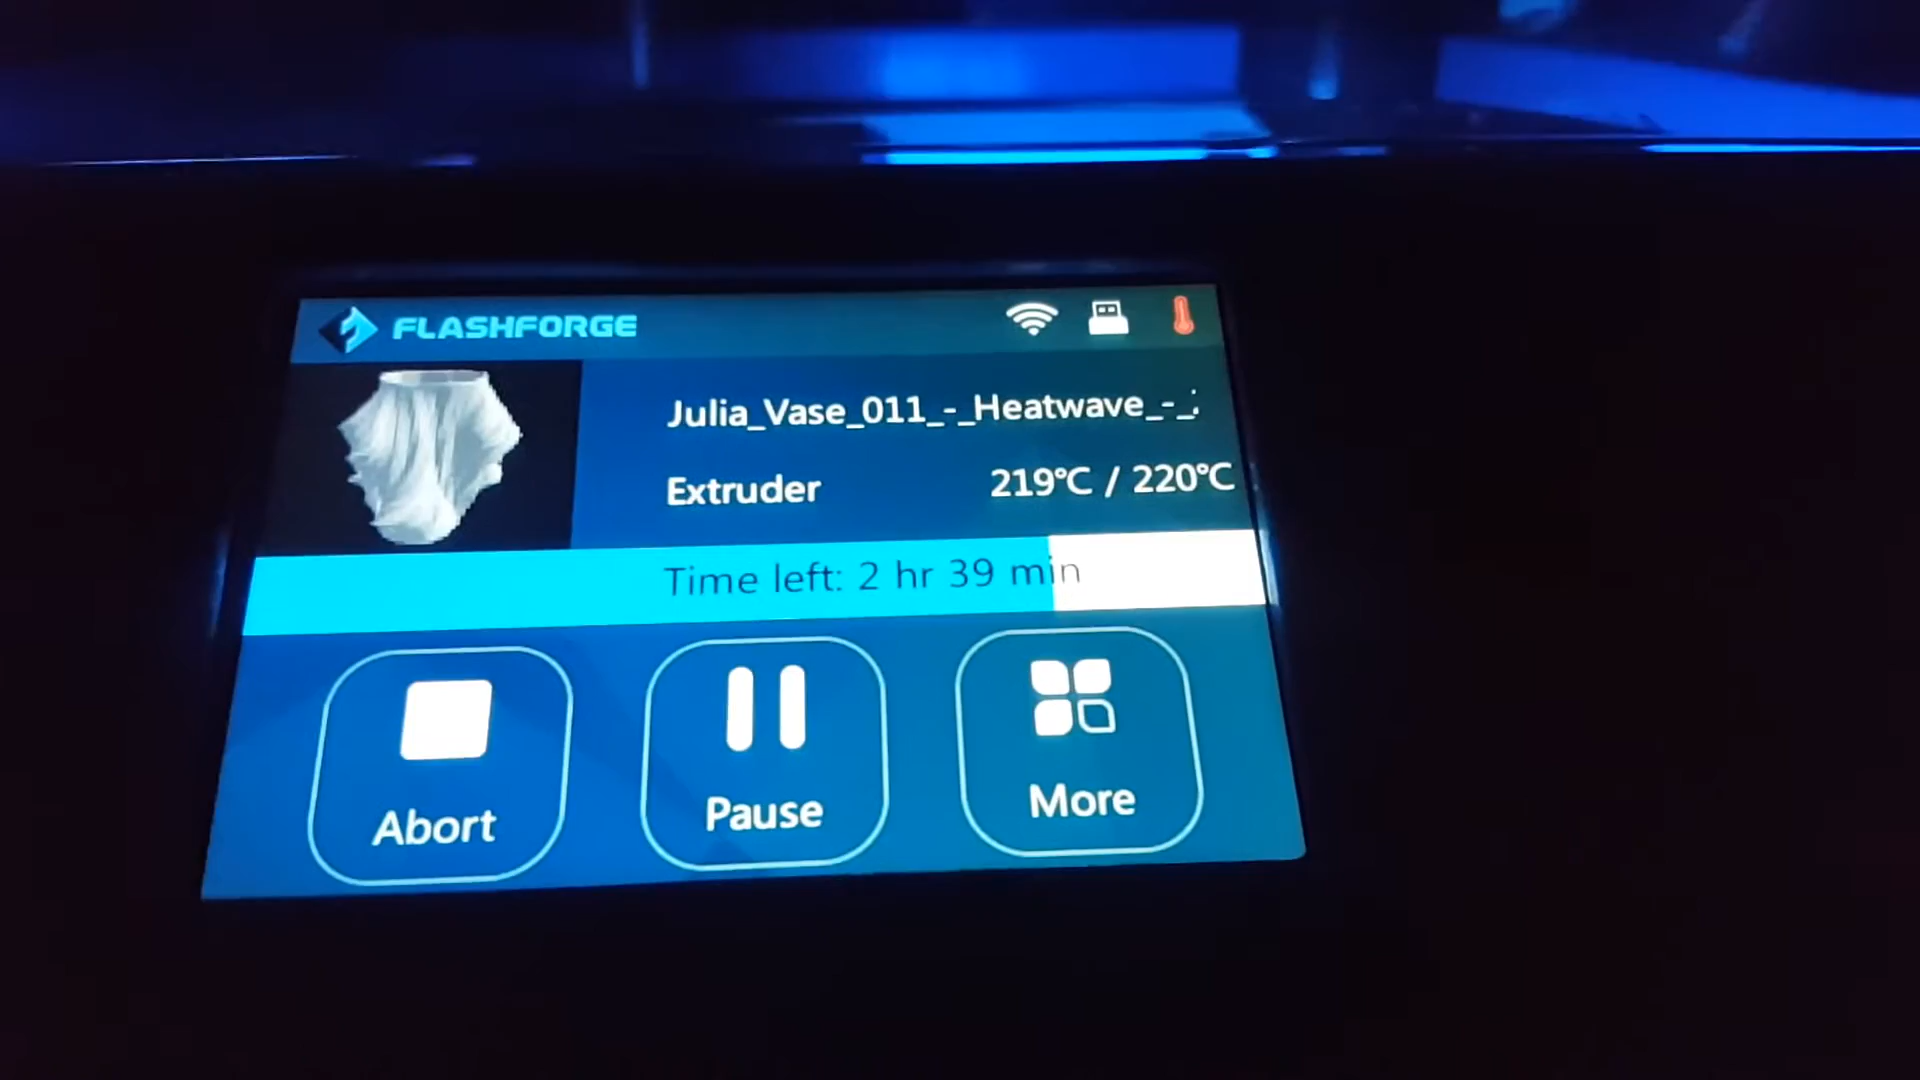 FLASHFORGE
Julia_Vase_011_-_Heatwave_-_
Extruder 219℃ / 220℃
Time left: 2 hr 39 min
Abort
Pause
More